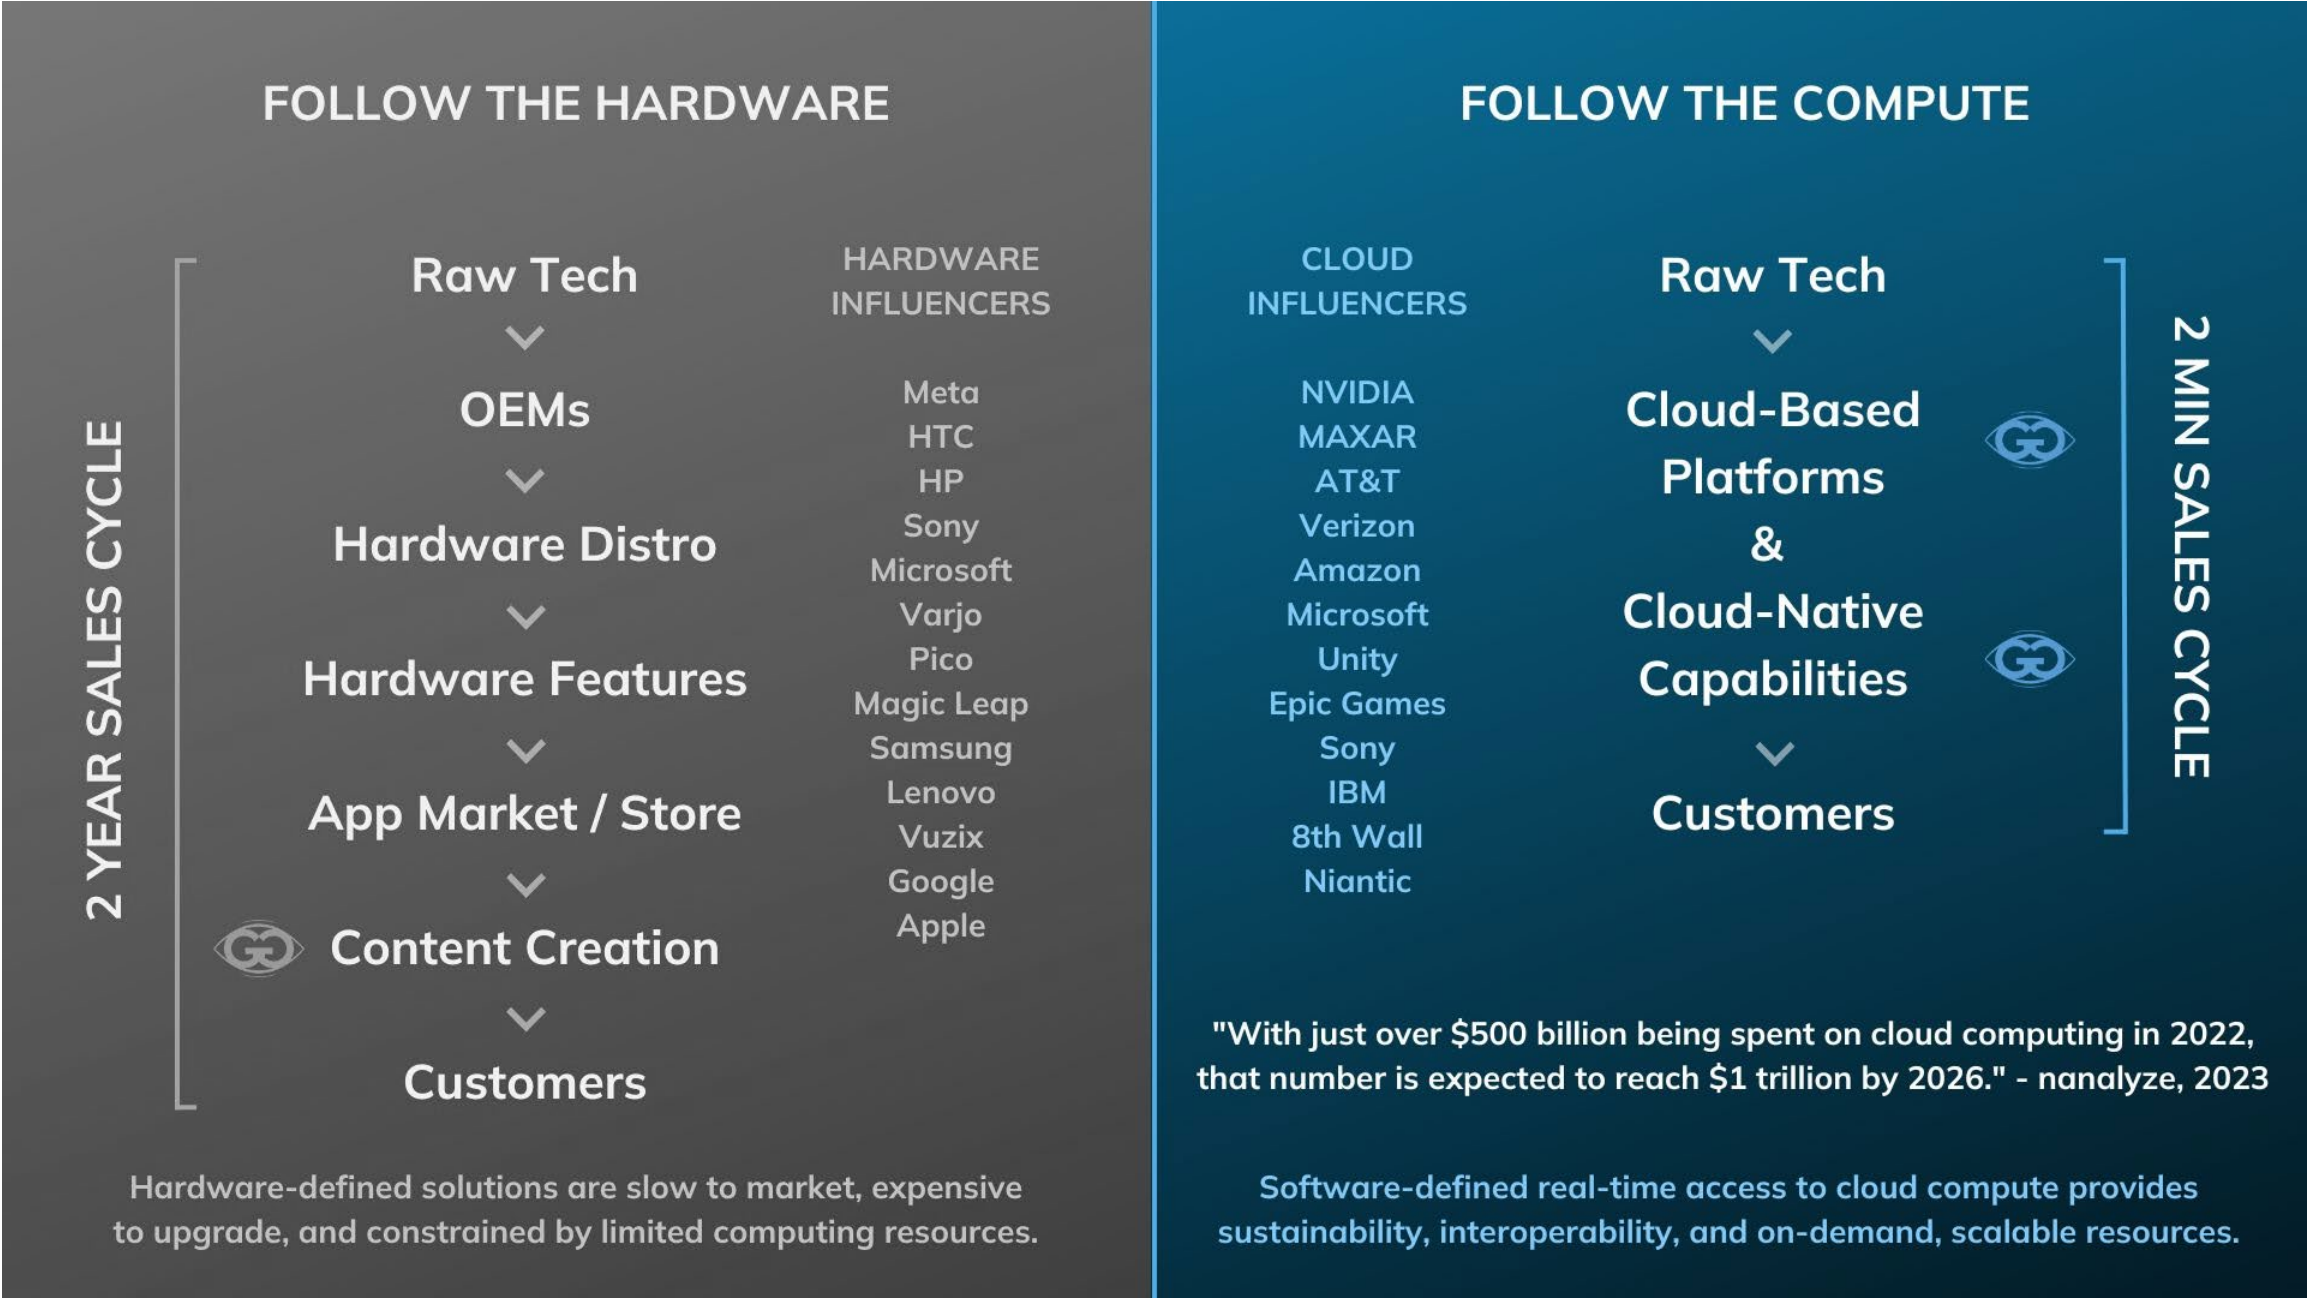 FOLLOW THE HARDWARE
2 YEAR SALES CYCLE
Raw Tech
OEMs
Hardware Distro
Hardware Features
App Market / Store
Content Creation
Customers
HARDWARE
INFLUENCERS
Meta
HTC
HP
Sony
Microsoft
Varjo
Pico
Magic Leap
Samsung
Lenovo
Vuzix
Google
Apple
Hardware-defined solutions are slow to market, expensive
to upgrade, and constrained by limited computing resources.
FOLLOW THE COMPUTE
CLOUD
INFLUENCERS
NVIDIA
MAXAR
AT&T
Verizon
Amazon
Microsoft
Unity
Epic Games
Sony
IBM
8th Wall
Niantic
Raw Tech
Cloud-Based
Platforms
&
Cloud-Native
Capabilities
Customers
2 MIN SALES CYCLE
"With just over $500 billion being spent on cloud computing in 2022,
that number is expected to reach $1 trillion by 2026." - nanalyze, 2023
Software-defined real-time access to cloud compute provides
sustainability, interoperability, and on-demand, scalable resources.